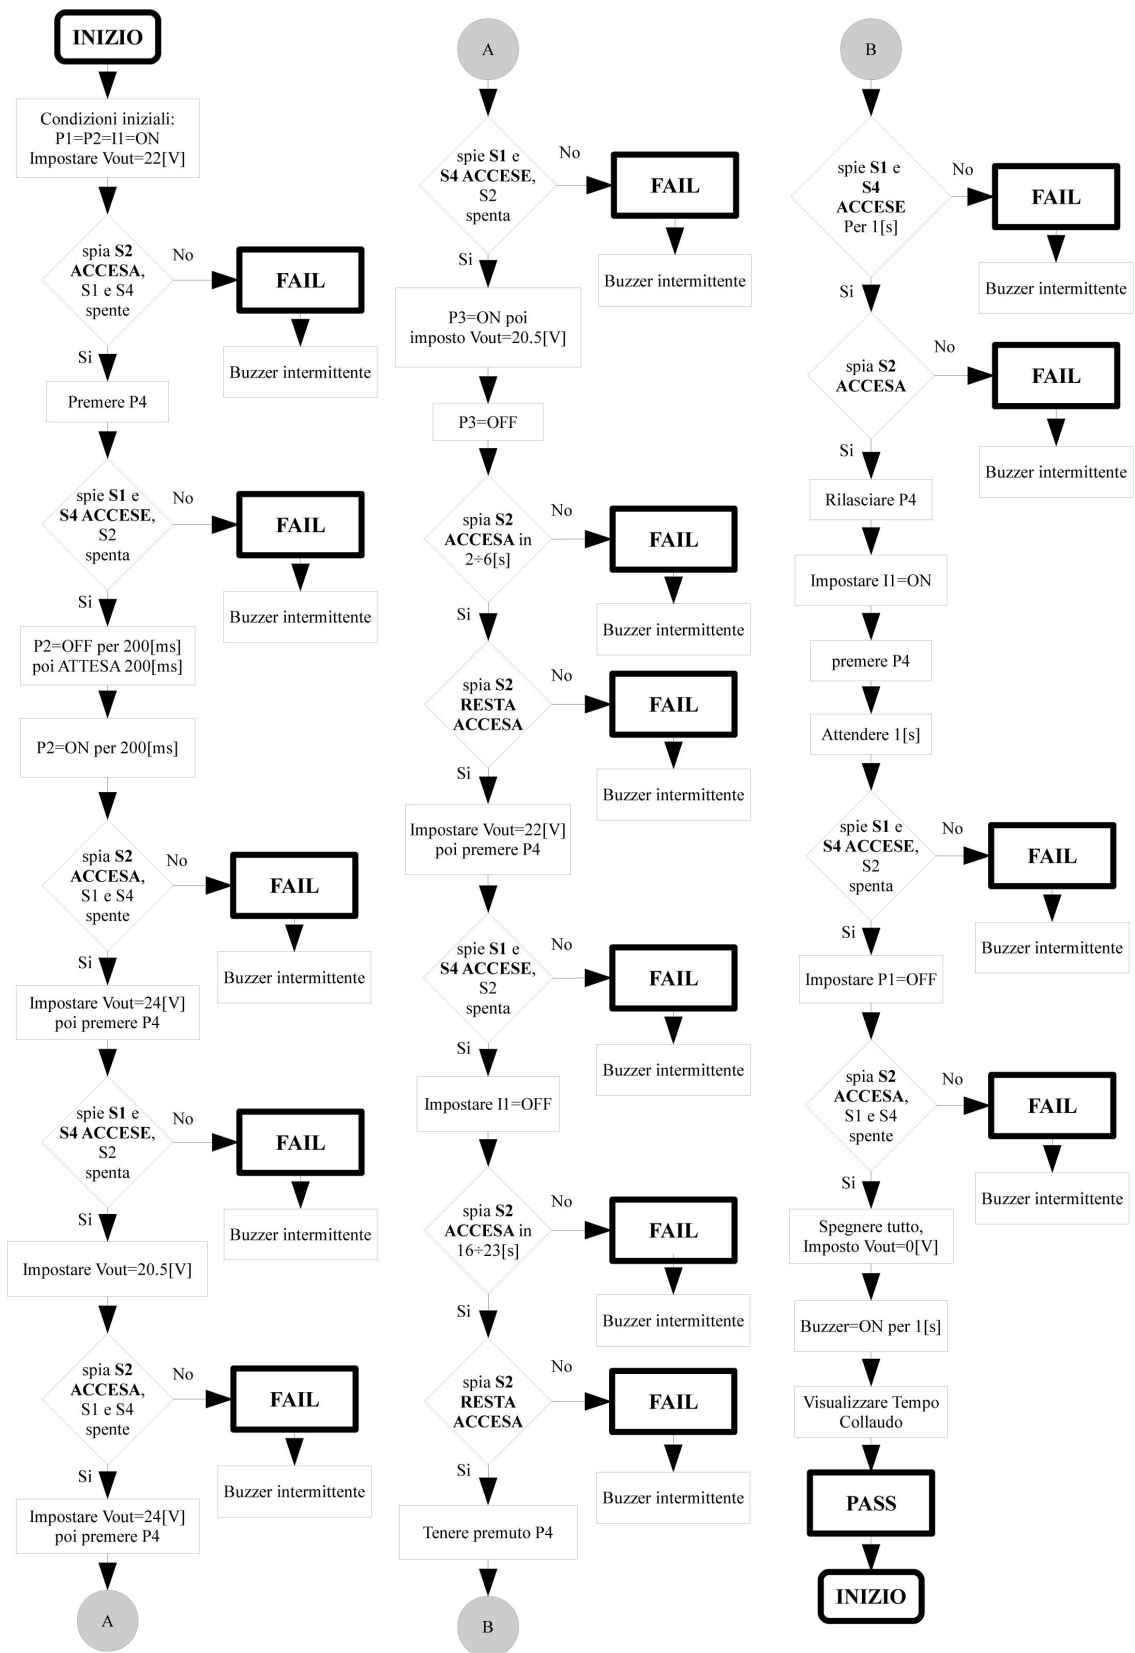 INIZIO
Condizioni iniziali:
P1=P2=I1=ON
Impostare Vout=22[V]
spia S2
ACCESA,
S1 e S4
spente
No
FAIL
Buzzer intermittente
Si
Premere P4
spie S1 e
S4 ACCESE,
S2
spenta
No
FAIL
Buzzer intermittente
Si
P2=OFF per 200[ms]
poi ATTESA 200[ms]
P2=ON per 200[ms]
spia S2
ACCESA,
S1 e S4
spente
No
FAIL
Buzzer intermittente
Si
Impostare Vout=24[V]
poi premere P4
spie S1 e
S4 ACCESE,
S2
spenta
No
FAIL
Buzzer intermittente
Si
Impostare Vout=20.5[V]
spia S2
ACCESA,
S1 e S4
spente
No
FAIL
Buzzer intermittente
Si
Impostare Vout=24[V]
poi premere P4
A
A
spie S1 e
S4 ACCESE,
S2
spenta
No
FAIL
Buzzer intermittente
Si
P3=ON poi
imposto Vout=20.5[V]
P3=OFF
spia S2
ACCESA in
2÷6[s]
No
FAIL
Buzzer intermittente
Si
spia S2
RESTA
ACCESA
No
FAIL
Buzzer intermittente
Si
Impostare Vout=22[V]
poi premere P4
spie S1 e
S4 ACCESE,
S2
spenta
No
FAIL
Buzzer intermittente
Si
Impostare I1=OFF
spia S2
ACCESA in
16÷23[s]
No
FAIL
Buzzer intermittente
Si
spia S2
RESTA
ACCESA
No
FAIL
Buzzer intermittente
Si
Tenere premuto P4
B
B
spie S1 e
S4
ACCESE
Per 1[s]
No
FAIL
Buzzer intermittente
Si
spia S2
ACCESA
No
FAIL
Buzzer intermittente
Si
Rilasciare P4
Impostare I1=ON
premere P4
Attendere 1[s]
spie S1 e
S4 ACCESE,
S2
spenta
No
FAIL
Buzzer intermittente
Si
Impostare P1=OFF
spia S2
ACCESA,
S1 e S4
spente
No
FAIL
Buzzer intermittente
Si
Spegnere tutto,
Imposto Vout=0[V]
Buzzer=ON per 1[s]
Visualizzare Tempo
Collaudo
PASS
INIZIO